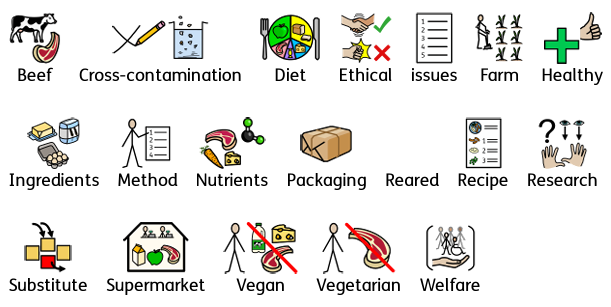 Beef Cross-contamination Diet Ethical issues Farm Healthy
Ingredients Method Nutrients Packaging Reared Recipe Research
Substitute Supermarket Vegan Vegetarian Welfare